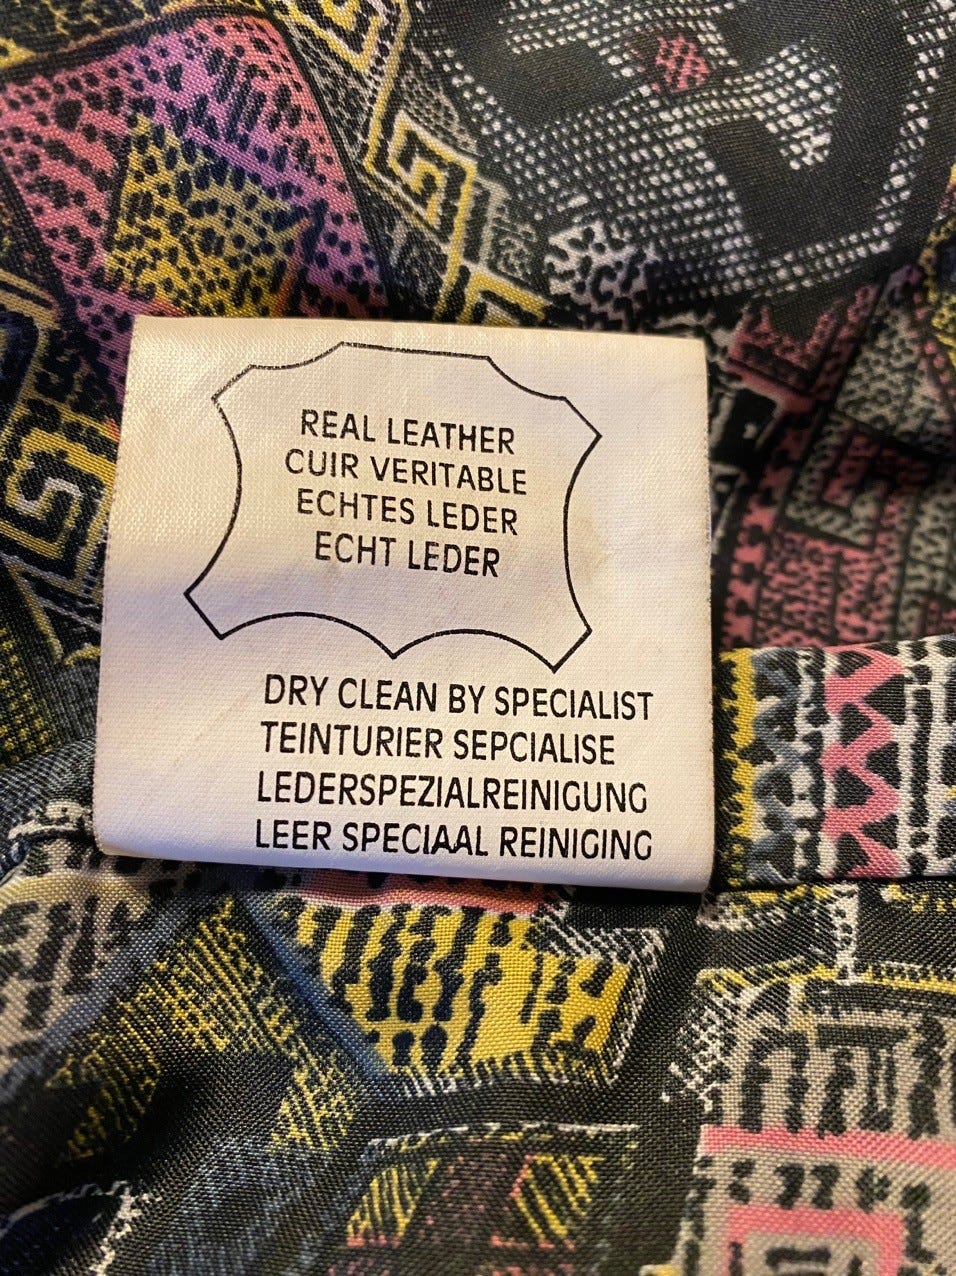 REAL LEATHER
CUIR VERITABLE
ECHTES LEDER
ECHT LEDER
DRY CLEAN BY SPECIALIST
TEINTURIER SEPCIALISE
LEDERSPEZIALREINIGUNG
LEER SPECIAAL REINIGING